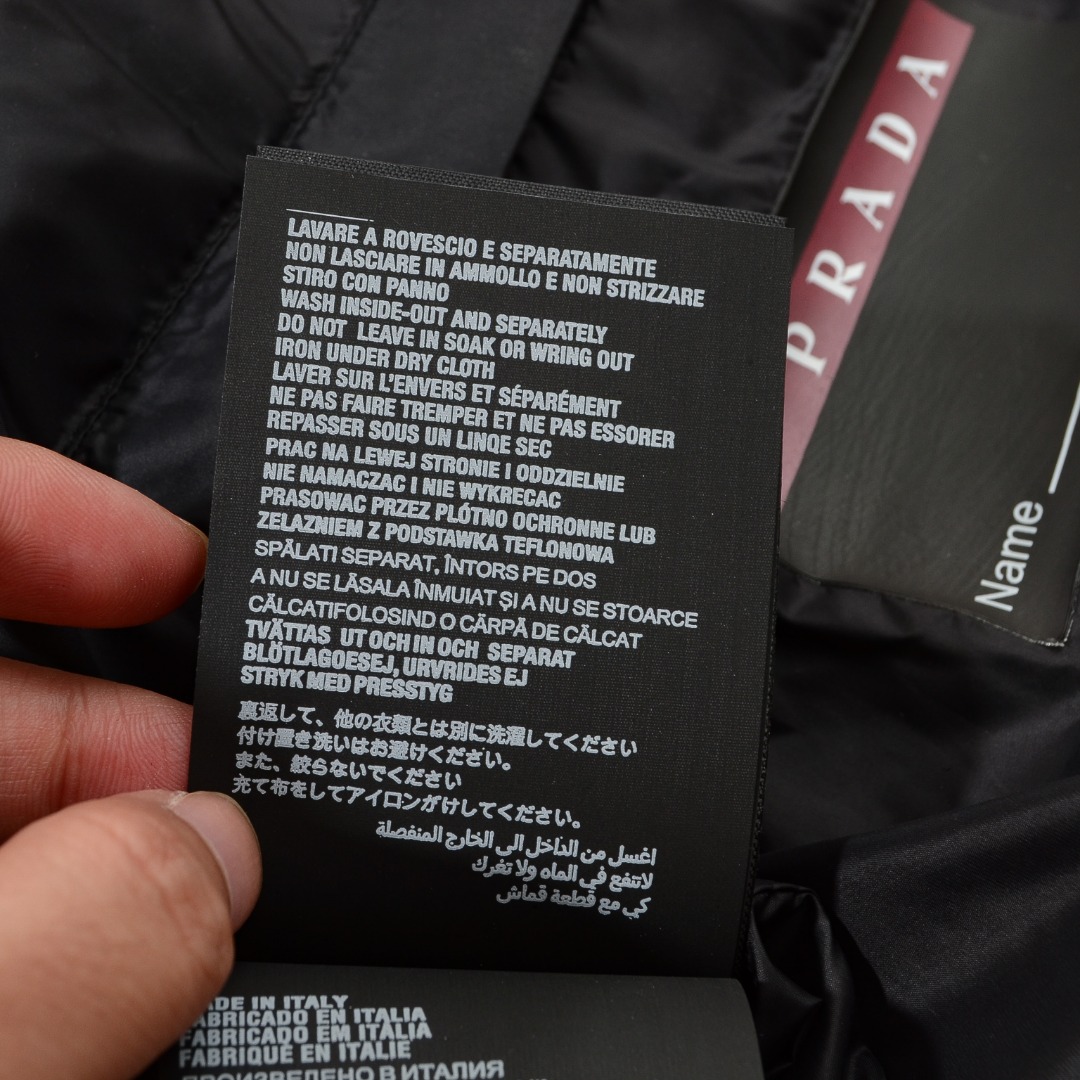 LAVARE A ROVESCIO E SEPARATAMENTE
NON LASCIARE IN AMMOLLO E NON STRIZZARE
STIRO CON PANNO
WASH INSIDE-OUT AND SEPARATELY
DO NOT LEAVE IN SOAK OR WRING OUT
IRON UNDER DRY CLOTH
LAVER SUR L'ENVERS ET SÉPARÉMENT
NE PAS FAIRE TREMPER ET NE PAS ESSORER
REPASSER SOUS UN LINQE SEC
PRAC NA LEWEJ STRONIE I ODDZIELNIE
NIE NAMACZAC I NIE WYKRECAC
PRASOWAC PRZEZ PLÓTNO OCHRONNE LUB
ZELAZNIEM Z PODSTAWKA TEFLONOWA
SPĂLATI SEPARAT, ÎNTORS PE DOS
A NU SE LĂSALA ÎNMUIAT ȘI A NU SE STOARCE
CĂLCATIFOLOSIND O CĂRPĂ DE CĂLCAT
TVÄTTAS UT OCH IN OCH SEPARAT
BLÖTLAGOESEJ, URVRIDES EJ
STRYK MED PRESSTYG
裏返して、他の衣類とは別に洗濯してください
付け置き洗いはお避けください。
また、絞らないでください
充て布をしてアイロンがけしてください。
اغسل من الداخل الى الخارج المنفصلة
لاتنفع في الماه ولا تغرك
كي مع قطعة قماش
MADE IN ITALY
FABRICADO EN ITALIA
FABRICADO EM ITÁLIA
FABRIQUÉ EN ITALIE
ПРОИЗВЕДЕНО В ИТАЛИЯ
PRADA
Name